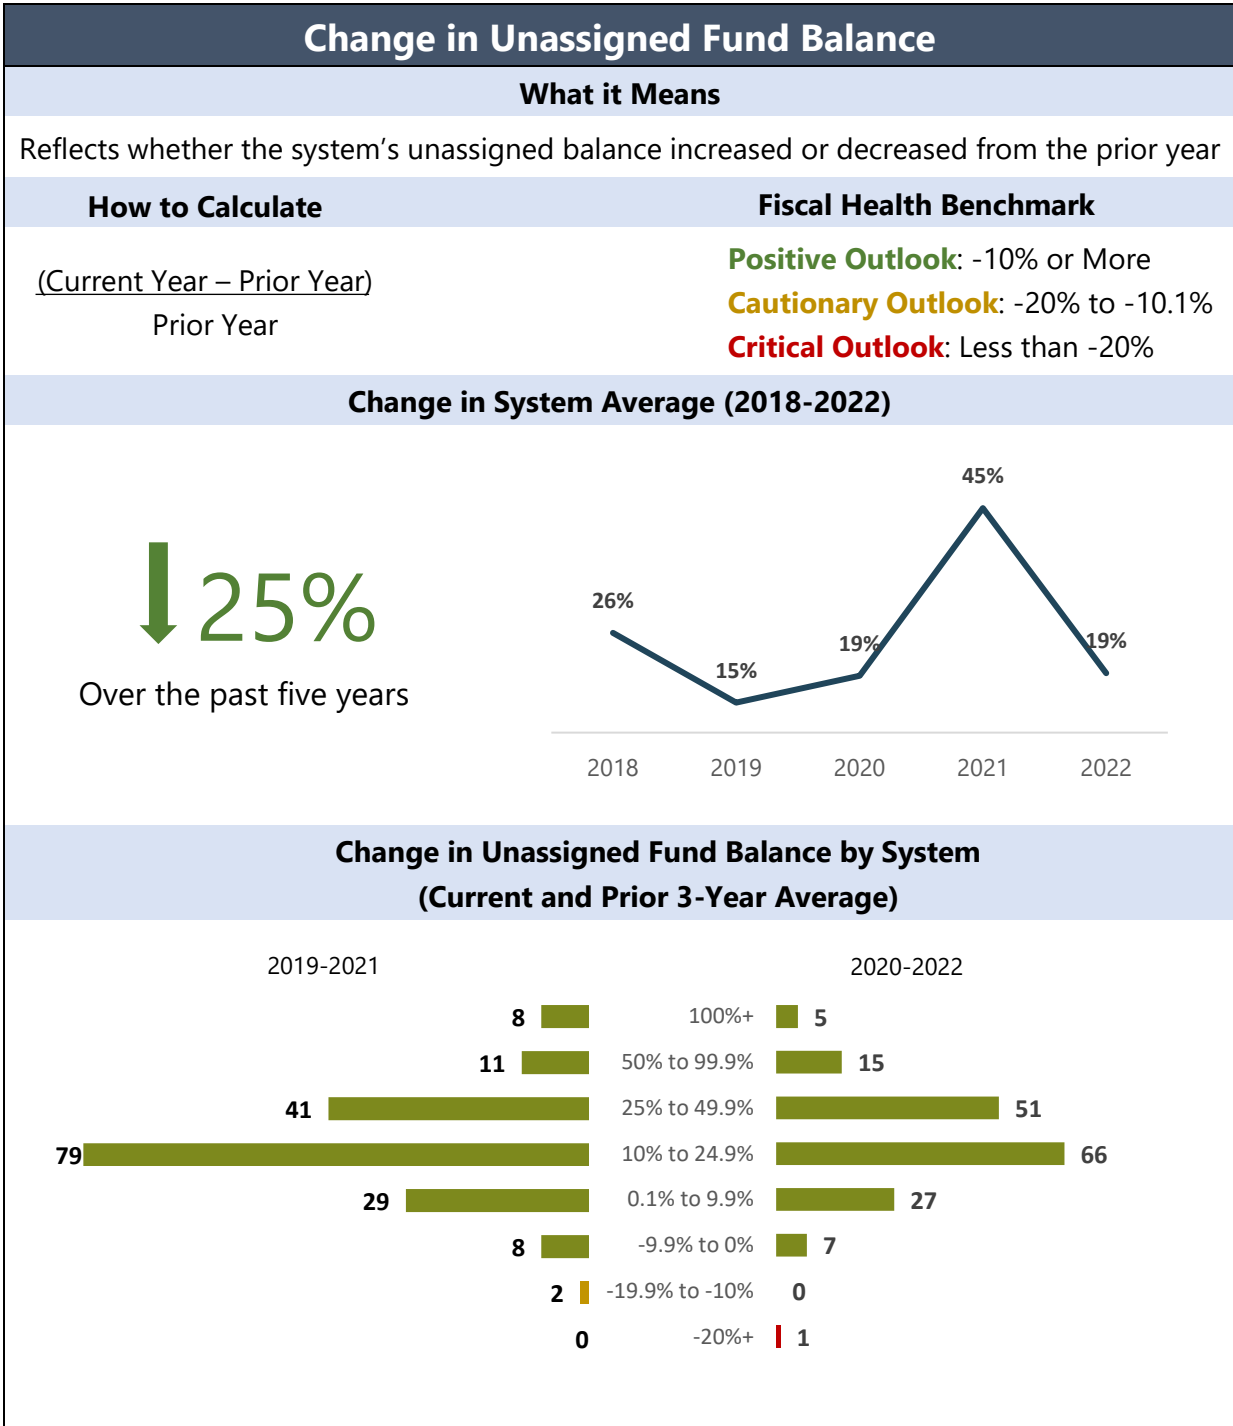 Change in Unassigned Fund Balance
What it Means
Reflects whether the system’s unassigned balance increased or decreased from the prior year
How to Calculate
Fiscal Health Benchmark
(Current Year – Prior Year)
Prior Year
Positive Outlook: -10% or More
Cautionary Outlook: -20% to -10.1%
Critical Outlook: Less than -20%
Change in System Average (2018-2022)
25%
Over the past five years
26%
15%
19%
45%
19%
2018 2019 2020 2021 2022
Change in Unassigned Fund Balance by System
(Current and Prior 3-Year Average)
2019-2021 2020-2022
8 100%+ 5
11 50% to 99.9% 15
41 25% to 49.9% 51
79 10% to 24.9% 66
29 0.1% to 9.9% 27
8 -9.9% to 0% 7
2 -19.9% to -10% 0
0 -20%+ 1